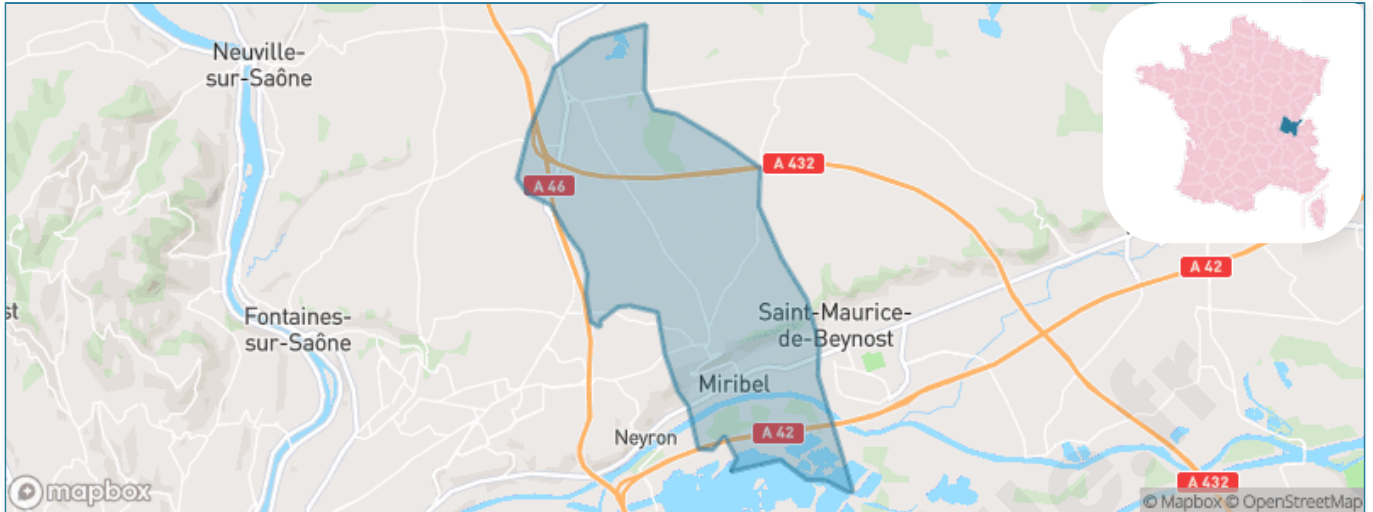 Neuville-
sur-Saône
A 432
A 46
A 42
st
Fontaines-
sur-Saône
Saint-Maurice-
de-Beynost
Miribel
Neyron
A 42
A 432
mapbox
© Mapbox © OpenStreetMap